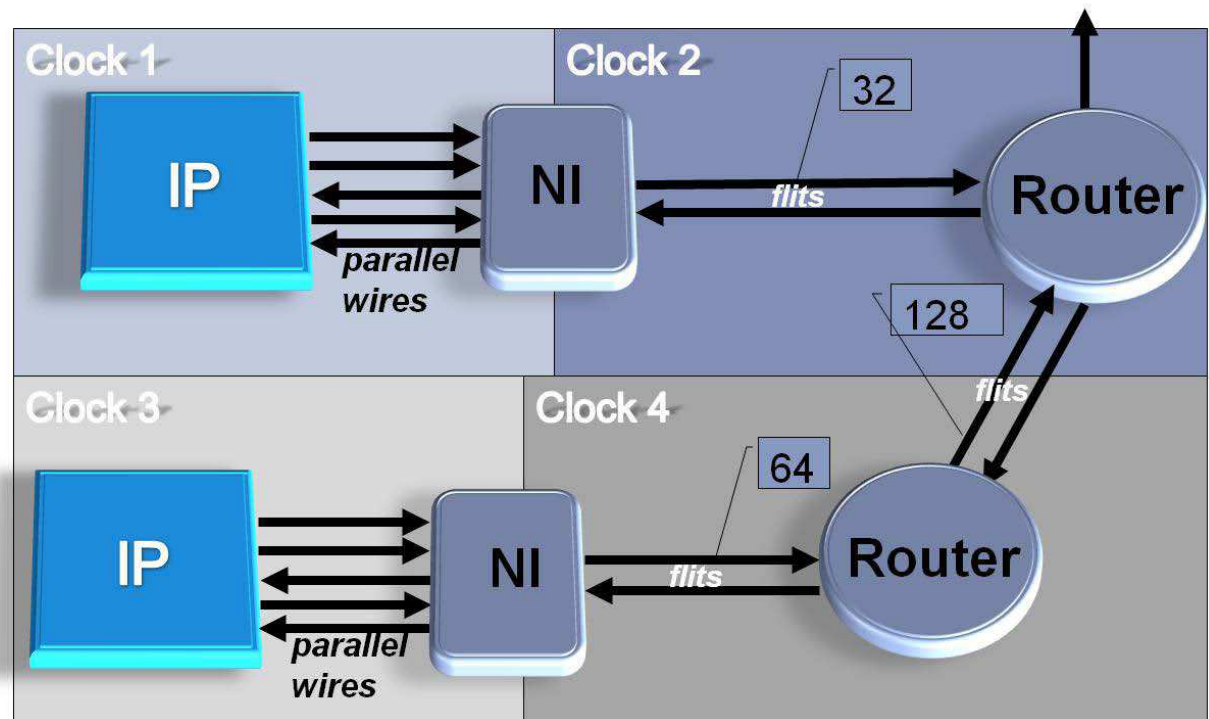 Clock 1
Clock 2
32
IP
NI
flits
Router
parallel
wires
128
flits
Clock 3
Clock 4
64
IP
NI
flits
Router
parallel
wires